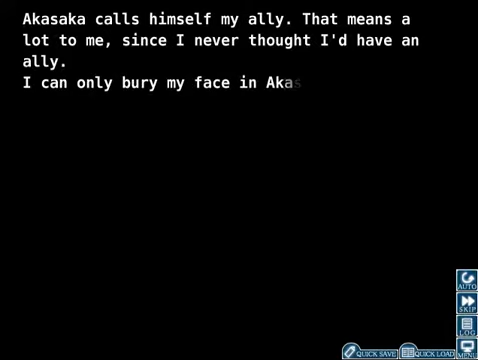 Akasaka calls himself my ally. That means a
lot to me, since I never thought I'd have an
ally.
I can only bury my face in Akas
AUTO
SKIP
LOG
MENU
QUICK SAVE
QUICK LOAD